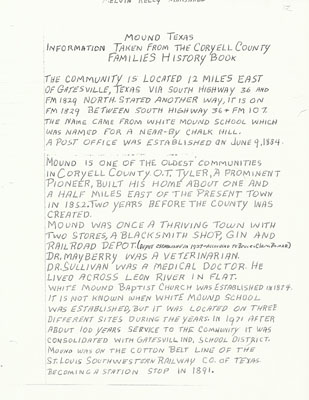 MOUND TEXAS
INFORMATION TAKEN FROM THE CORYELL COUNTY
FAMILIES HISTORY BOOK
THE COMMUNITY IS LOCATED 12 MILES EAST
OF GATESVILLE, TEXAS VIA SOUTH HIGHWAY 36 AND
FM 1829 NORTH. STATED ANOTHER WAY, IT IS ON
FM 1829 BETWEEN SOUTH HIGHWAY 36 + FM 107.
THE NAME CAME FROM WHITE MOUND SCHOOL WHICH
WAS NAMED FOR A NEAR-BY CHALK HILL.
A POST OFFICE WAS ESTABLISHED ON JUNE 9, 1884.
MOUND IS ONE OF THE OLDEST COMMUNITIES
IN CORYELL COUNTY. O.T. TYLER, A PROMINENT
PIONEER, BUILT HIS HOME ABOUT ONE AND
A HALF MILES EAST OF THE PRESENT TOWN
IN 1852. TWO YEARS BEFORE THE COUNTY WAS
CREATED.
MOUND WAS ONCE A THRIVING TOWN WITH
TWO STORES, A BLACKSMITH SHOP, GIN AND
RAILROAD DEPOT. (DEPOT
DR. MAYBERRY WAS A VETERINARIAN.
DR. SULLIVAN WAS A MEDICAL DOCTOR. HE
LIVED ACROSS LEON RIVER IN FLAT.
WHITE MOUND BAPTIST CHURCH WAS ESTABLISHED IN
IT IS NOT KNOWN WHEN WHITE MOUND SCHOOL
WAS ESTABLISHED, BUT IT WAS LOCATED ON THREE
DIFFERENT SITES DURING THE YEARS. IN 1971 AFTER
ABOUT 100 YEARS SERVICE TO THE COMMUNITY IT WAS
CONSOLIDATED WITH GATESVILLE IND. SCHOOL DISTRICT.
MOUND WAS ON THE COTTON BELT LINE OF THE
ST. LOUIS SOUTHWESTERN RAILWAY CO. OF TEXAS
BECOMING A STATION STOP IN 1891.